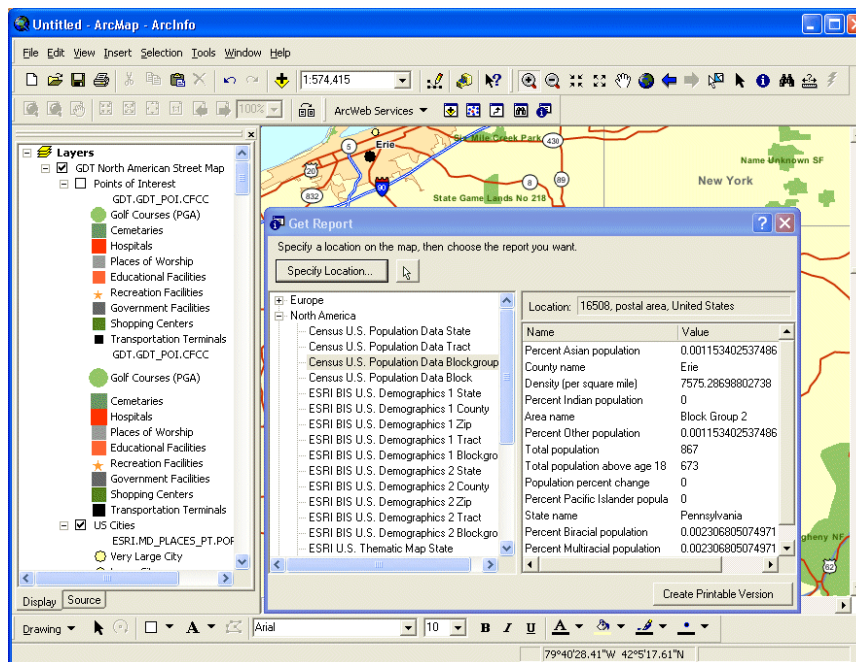 Untitled - ArcMap - ArcInfo
File Edit View Insert Selection Tools Window Help
1:574,415
100%
ArcWeb Services
Layers
GDT North American Street Map
Points of Interest
GDT.GDT_POI.CFCC
Golf Courses (PGA)
Cemetaries
Hospitals
Places of Worship
Educational Facilities
Recreation Facilities
Government Facilities
Shopping Centers
Transportation Terminals
GDT.GDT_POI.CFCC
Golf Courses (PGA)
Cemetaries
Hospitals
Places of Worship
Educational Facilities
Recreation Facilities
Government Facilities
Shopping Centers
Transportation Terminals
US Cities
ESRI.MD_PLACES_PT.POP
Very Large City
Display Source
Six Mile Creek Park
430
5
Erie
20
90
832
8
89
Name Unknown SF
New York
State Game Lands No 218
gheny NF
62
Get Report
Specify a location on the map, then choose the report you want.
Specify Location...
Europe
North America
Census U.S. Population Data State
Census U.S. Population Data Tract
Census U.S. Population Data Blockgroup
Census U.S. Population Data Block
ESRI BIS U.S. Demographics 1 State
ESRI BIS U.S. Demographics 1 County
ESRI BIS U.S. Demographics 1 Zip
ESRI BIS U.S. Demographics 1 Tract
ESRI BIS U.S. Demographics 1 Blockgro
ESRI BIS U.S. Demographics 2 State
ESRI BIS U.S. Demographics 2 County
ESRI BIS U.S. Demographics 2 Zip
ESRI BIS U.S. Demographics 2 Tract
ESRI BIS U.S. Demographics 2 Blockgro
ESRI U.S. Thematic Map State
Location: 16508, postal area, United States
Name Value
Percent Asian population 0.001153402537486
County name Erie
Density (per square mile) 7575.28698802738
Percent Indian population 0
Area name Block Group 2
Percent Other population 0.001153402537486
Total population 867
Total population above age 18 673
Population percent change 0
Percent Pacific Islander popula 0
State name Pennsylvania
Percent Biracial population 0.002306805074971
Percent Multiracial population 0.002306805074971
Create Printable Version
Drawing A Arial 10 B I U A
79°40'28.41"W 42°5'17.61"N